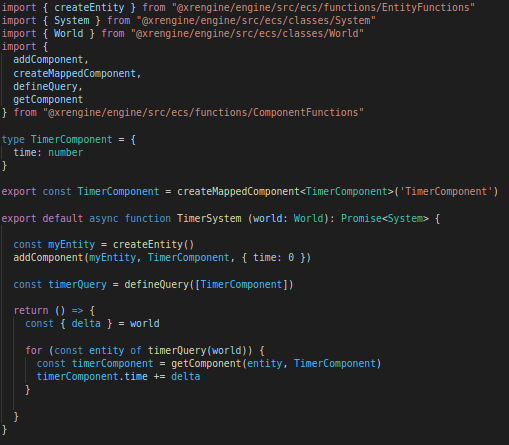 import { createEntity } from "@xrengine/engine/src/ecs/functions/EntityFunctions"
import { System } from "@xrengine/engine/src/ecs/classes/System"
import { World } from "@xrengine/engine/src/ecs/classes/World"
import {
  addComponent,
  createMappedComponent,
  defineQuery,
  getComponent
} from "@xrengine/engine/src/ecs/functions/ComponentFunctions"

type TimerComponent = {
  time: number
}

export const TimerComponent = createMappedComponent<TimerComponent>('TimerComponent')

export default async function TimerSystem (world: World): Promise<System> {

  const myEntity = createEntity()
  addComponent(myEntity, TimerComponent, { time: 0 })

  const timerQuery = defineQuery([TimerComponent])

  return () => {
    const { delta } = world

    for (const entity of timerQuery(world)) {
      const timerComponent = getComponent(entity, TimerComponent)
      timerComponent.time += delta
    }

  }
}